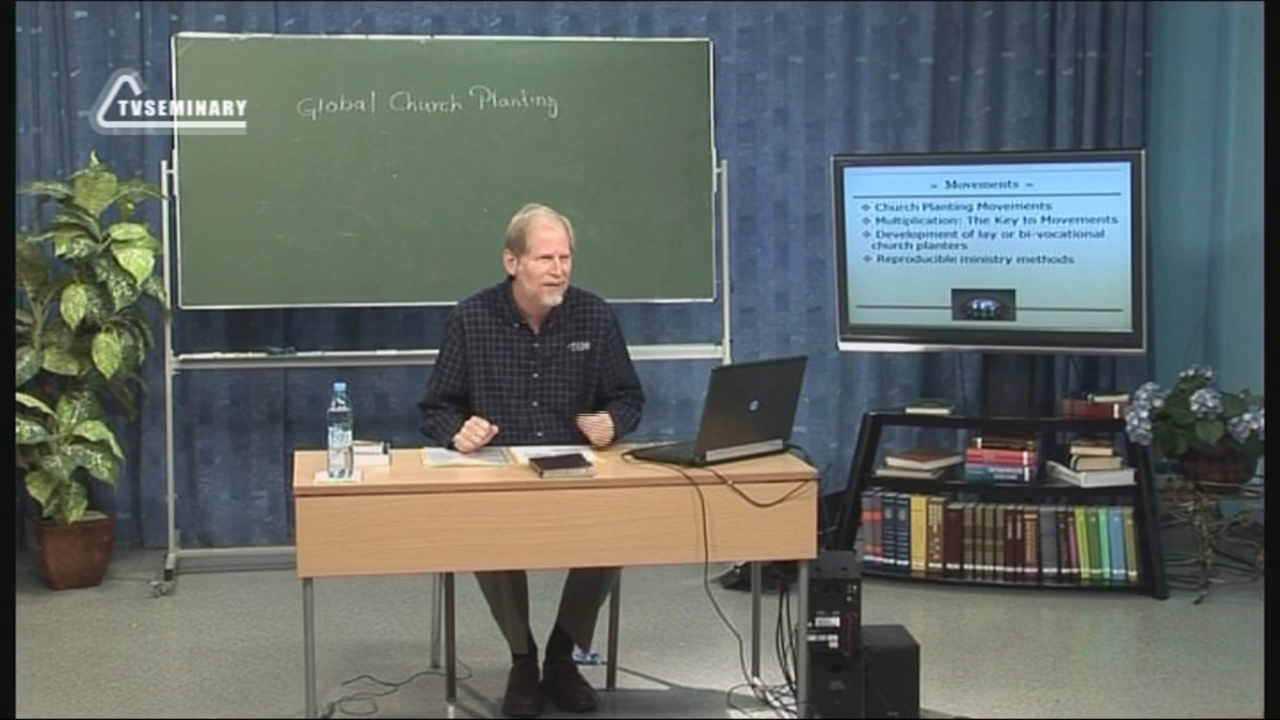 TVSEMINARY
Global Church Planting
– Movements –
❖ Church Planting Movements
❖ Multiplication: The Key to Movements
❖ Development of lay or bi-vocational
church planters
❖ Reproducible ministry methods